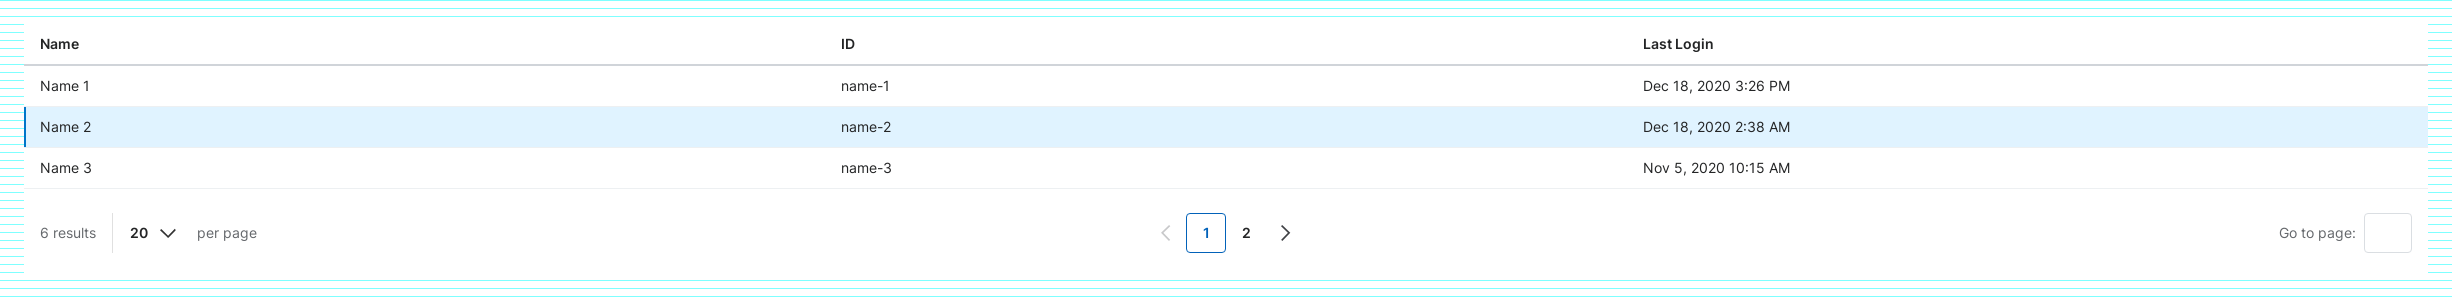 Name ID Last Login
Name 1 name-1 Dec 18, 2020 3:26 PM
Name 2 name-2 Dec 18, 2020 2:38 AM
Name 3 name-3 Nov 5, 2020 10:15 AM
6 results 20 per page 1 2 Go to page: